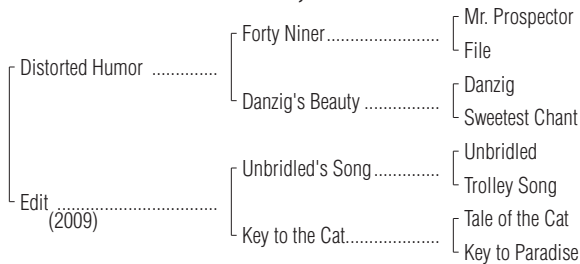 Mr. Prospector
Forty Niner
File
Distorted Humor
Danzig
Danzig's Beauty
Sweetest Chant
Unbridled
Unbridled's Song
Trolley Song
Edit
(2009)
Tale of the Cat
Key to the Cat
Key to Paradise